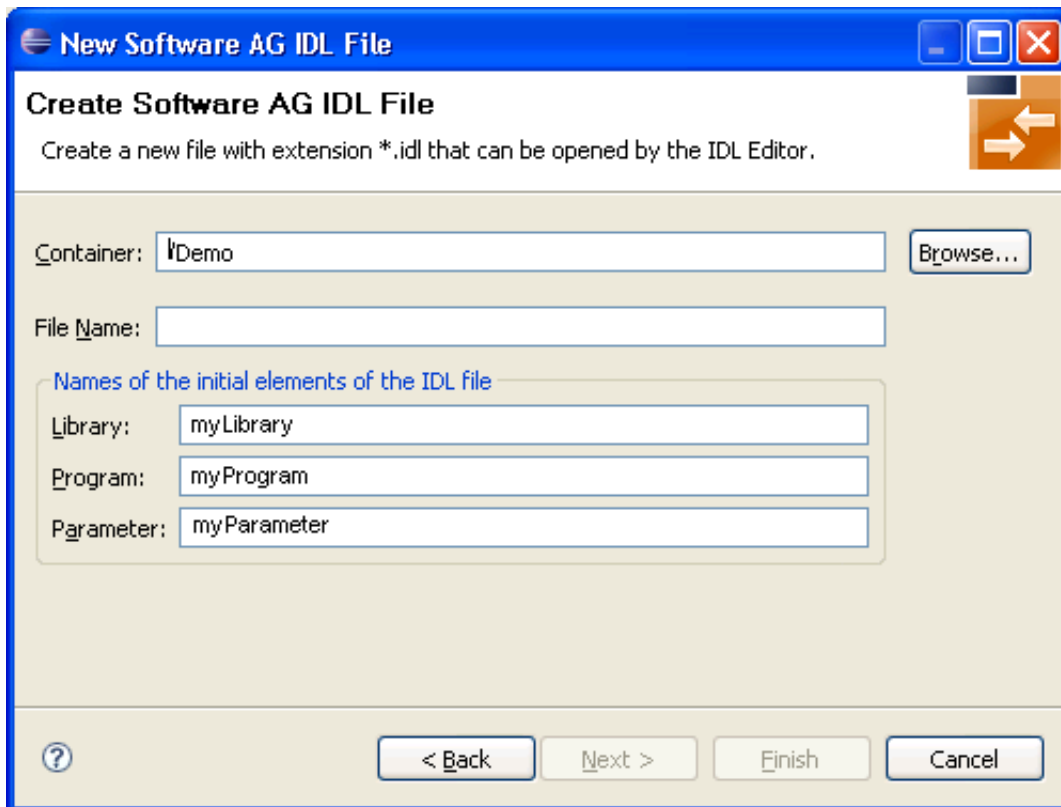 New Software AG IDL File
Create Software AG IDL File
Create a new file with extension *.idl that can be opened by the IDL Editor.
Container: /Demo Browse...
File Name:
Names of the initial elements of the IDL file
Library: myLibrary
Program: myProgram
Parameter: myParameter
? < Back Next > Finish Cancel